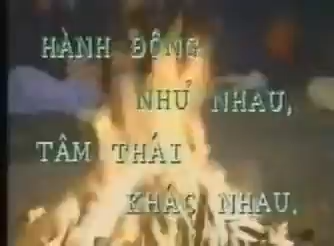 HÀNH ĐỘNG
NHƯ NHAU,
TÂM THÁI
KHÁC NHAU.